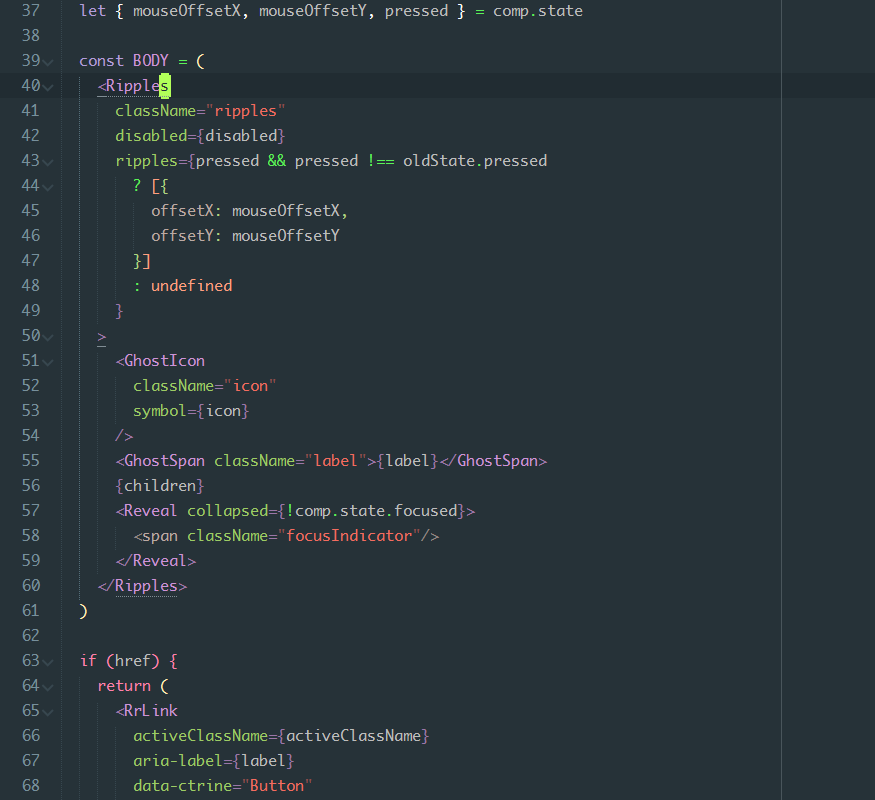 37 let { mouseOffsetX, mouseOffsetY, pressed } = comp.state
38
39 const BODY = (
40 <Ripples
41 className="ripples"
42 disabled={disabled}
43 ripples={pressed && pressed !== oldState.pressed
44 ? [{
45 offsetX: mouseOffsetX,
46 offsetY: mouseOffsetY
47 }]
48 : undefined
49 }
50 >
51 <GhostIcon
52 className="icon"
53 symbol={icon}
54 />
55 <GhostSpan className="label">{label}</GhostSpan>
56 {children}
57 <Reveal collapsed={!comp.state.focused}>
58 <span className="focusIndicator"/>
59 </Reveal>
60 </Ripples>
61 )
62
63 if (href) {
64 return (
65 <RrLink
66 activeClassName={activeClassName}
67 aria-label={label}
68 data-ctrine="Button"